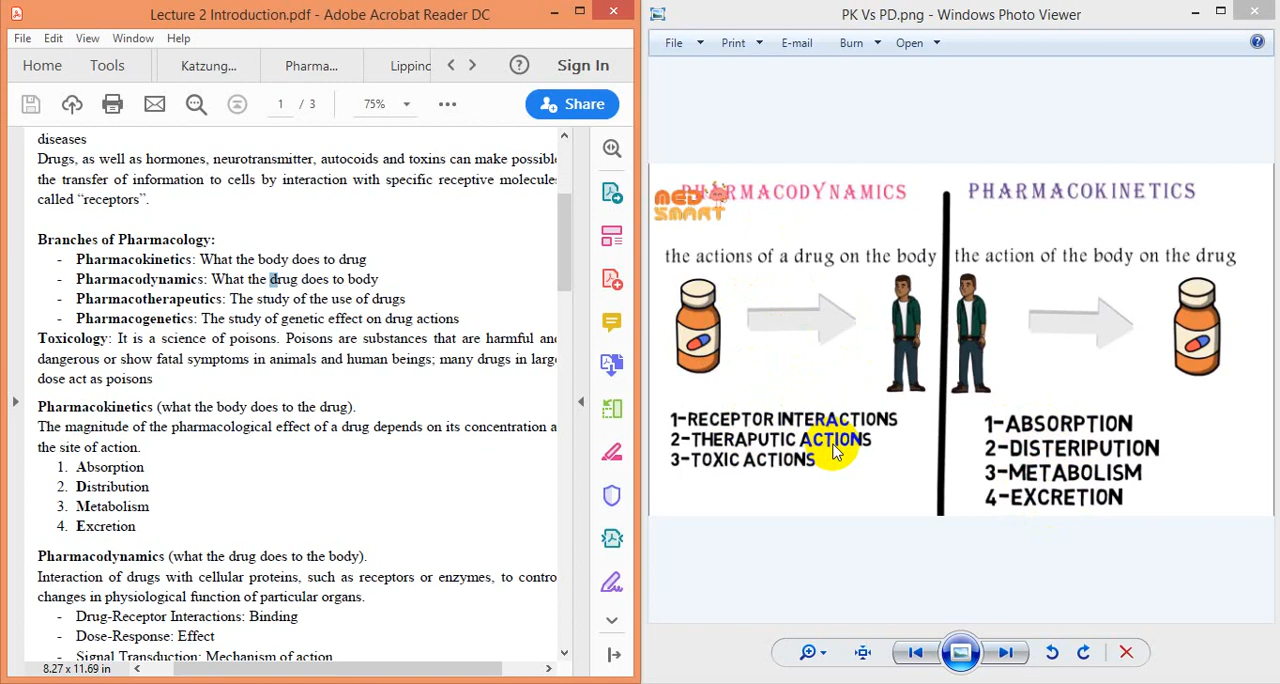 Lecture 2 Introduction.pdf - Adobe Acrobat Reader DC
File Edit View Window Help
Home Tools Katzung... Pharma... Lippinc Sign In
1 / 3 75% Share
diseases
Drugs, as well as hormones, neurotransmitter, autocoids and toxins can make possible
the transfer of information to cells by interaction with specific receptive molecules
called “receptors”.
Branches of Pharmacology:
- Pharmacokinetics: What the body does to drug
- Pharmacodynamics: What the drug does to body
- Pharmacotherapeutics: The study of the use of drugs
- Pharmacogenetics: The study of genetic effect on drug actions
Toxicology: It is a science of poisons. Poisons are substances that are harmful and
dangerous or show fatal symptoms in animals and human beings; many drugs in large
dose act as poisons
Pharmacokinetics (what the body does to the drug).
The magnitude of the pharmacological effect of a drug depends on its concentration a
the site of action.
1. Absorption
2. Distribution
3. Metabolism
4. Excretion
Pharmacodynamics (what the drug does to the body).
Interaction of drugs with cellular proteins, such as receptors or enzymes, to contro
changes in physiological function of particular organs.
- Drug-Receptor Interactions: Binding
- Dose-Response: Effect
- Signal Transduction: Mechanism of action
8.27 x 11.69 in
PK Vs PD.png - Windows Photo Viewer
File Print E-mail Burn Open
MED SMART
PHARMACODYNAMICS
the actions of a drug on the body
1-RECEPTOR INTERACTIONS
2-THERAPUTIC ACTIONS
3-TOXIC ACTIONS
PHARMACOKINETICS
the action of the body on the drug
1-ABSORPTION
2-DISTERIPUTION
3-METABOLISM
4-EXCRETION